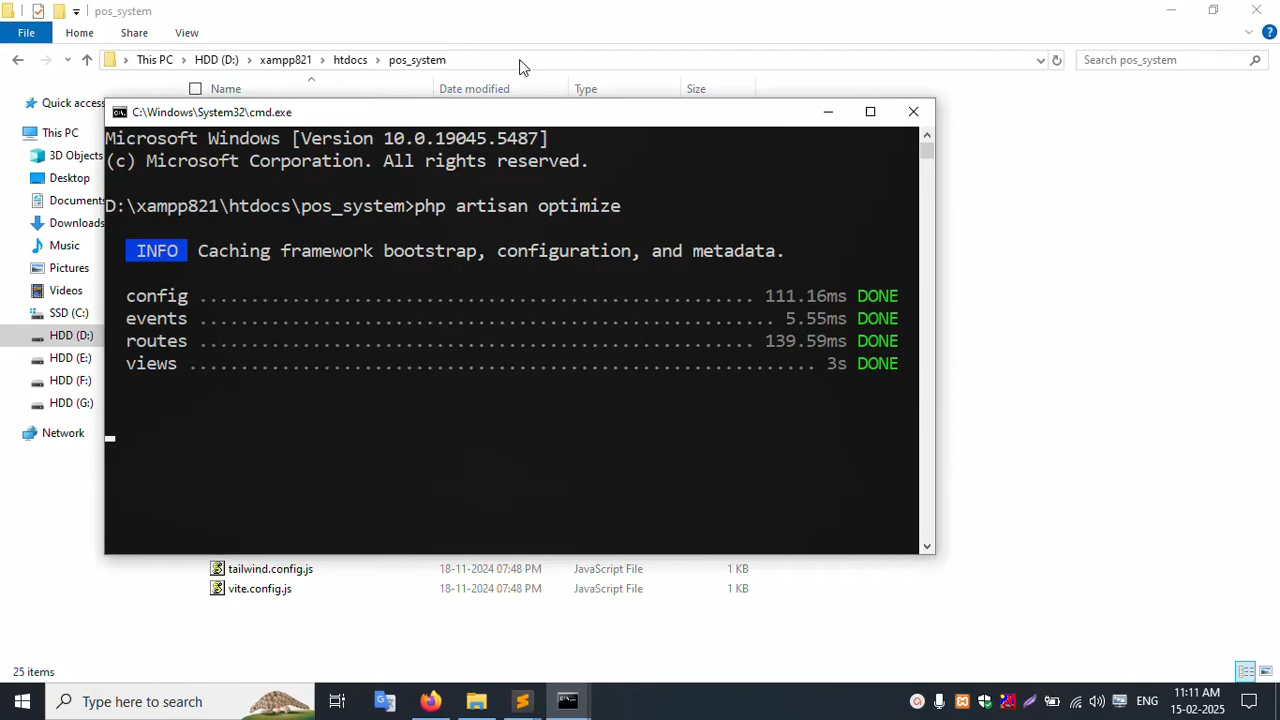 pos_system
File
Home
Share
View
This PC
HDD (D:)
xampp821
htdocs
pos_system
Search pos_system
Name
Date modified
Type
Size
Quick access
This PC
3D Objects
Desktop
Documents
Downloads
Music
Pictures
Videos
SSD (C:)
HDD (D:)
HDD (E:)
HDD (F:)
HDD (G:)
Network
C:\Windows\System32\cmd.exe
Microsoft Windows [Version 10.0.19045.5487]
(c) Microsoft Corporation. All rights reserved.
D:\xampp821\htdocs\pos_system>php artisan optimize
INFO Caching framework bootstrap, configuration, and metadata.
config ...................................................... 111.16ms DONE
events ........................................................ 5.55ms DONE
routes ...................................................... 139.59ms DONE
views ............................................................. 3s DONE
tailwind.config.js 18-11-2024 07:48 PM JavaScript File 1 KB
vite.config.js 18-11-2024 07:48 PM JavaScript File 1 KB
25 items
Type here to search
ENG
11:11 AM
15-02-2025